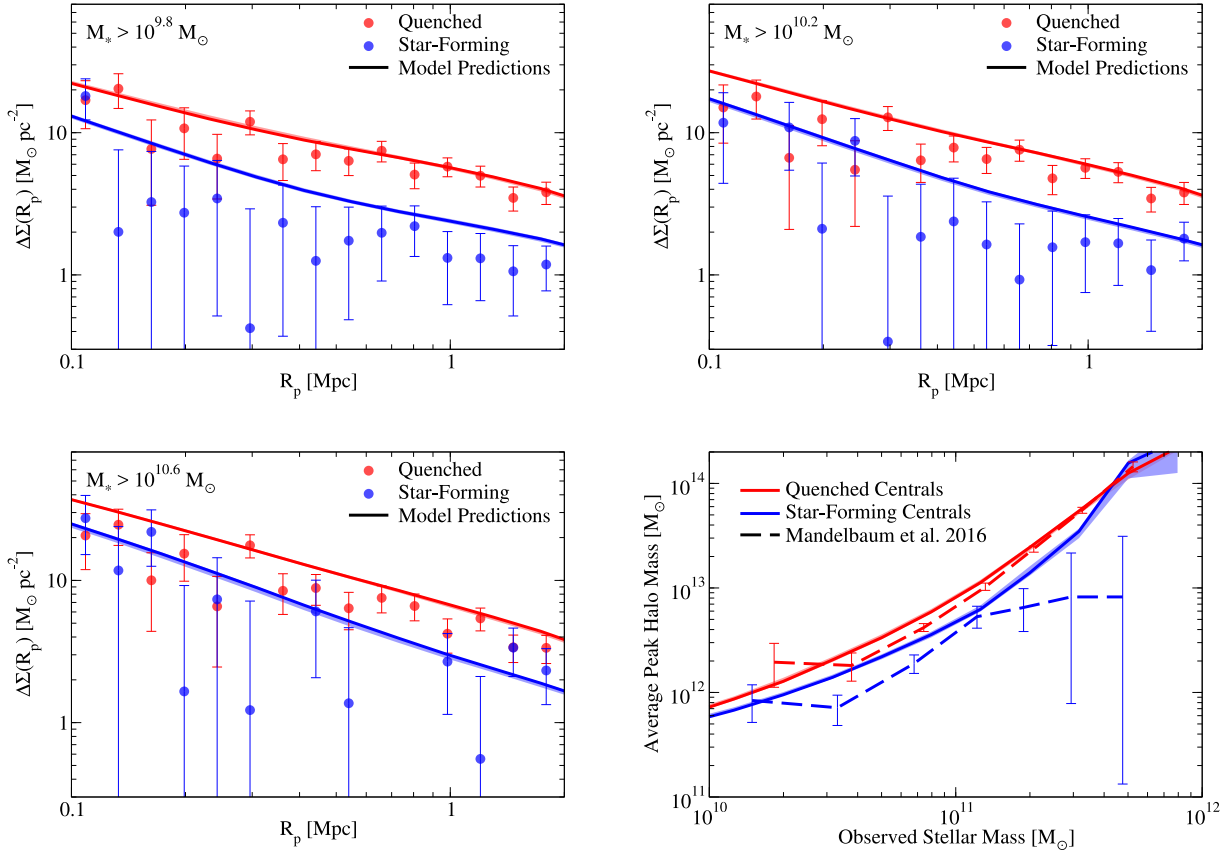 M* > 10^9.8 M⊙
Quenched
Star-Forming
Model Predictions
10
1
ΔΣ(Rp) [M⊙ pc^-2]
0.1
1
Rp [Mpc]
M* > 10^10.2 M⊙
Quenched
Star-Forming
Model Predictions
10
1
ΔΣ(Rp) [M⊙ pc^-2]
0.1
1
Rp [Mpc]
M* > 10^10.6 M⊙
Quenched
Star-Forming
Model Predictions
10
1
ΔΣ(Rp) [M⊙ pc^-2]
0.1
1
Rp [Mpc]
Quenched Centrals
Star-Forming Centrals
Mandelbaum et al. 2016
10^14
10^13
10^12
10^11
Average Peak Halo Mass [M⊙]
10^10
10^11
10^12
Observed Stellar Mass [M⊙]